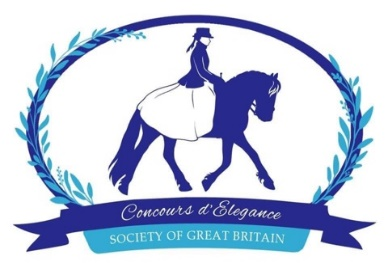 Concours d'Elegance
SOCIETY OF GREAT BRITAIN